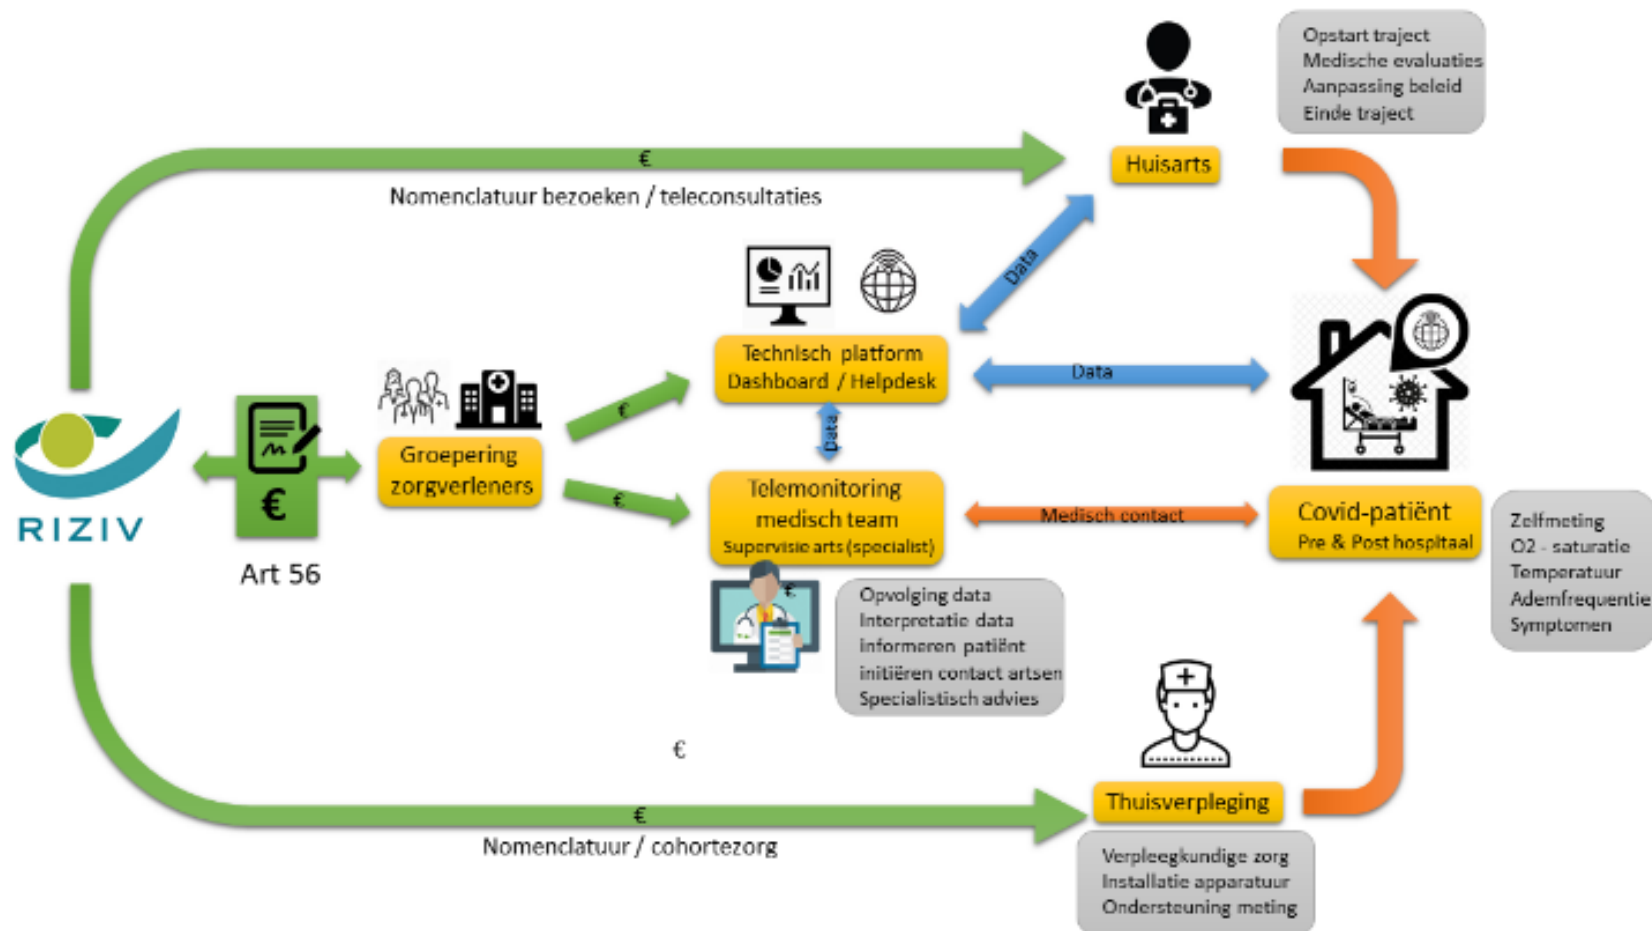 Opstart traject
Medische evaluaties
Aanpassing beleid
Einde traject
Huisarts
€
Nomenclatuur bezoeken / teleconsultaties
Data
Technisch platform
Dashboard / Helpdesk
Data
€
Data
Groepering
zorgverleners
€
RIZIV
€
Art 56
Telemonitoring
medisch team
Supervisie arts (specialist)
Medisch contact
Covid-patiënt
Pre & Post hospitaal
Zelfmeting
O2 - saturatie
Temperatuur
Ademfrequentie
Symptomen
€
Opvolging data
Interpretatie data
Informeren patiënt
initiëren contact artsen
Specialistisch advies
€
€
Nomenclatuur / cohortezorg
Thuisverpleging
Verpleegkundige zorg
Installatie apparatuur
Ondersteuning meting